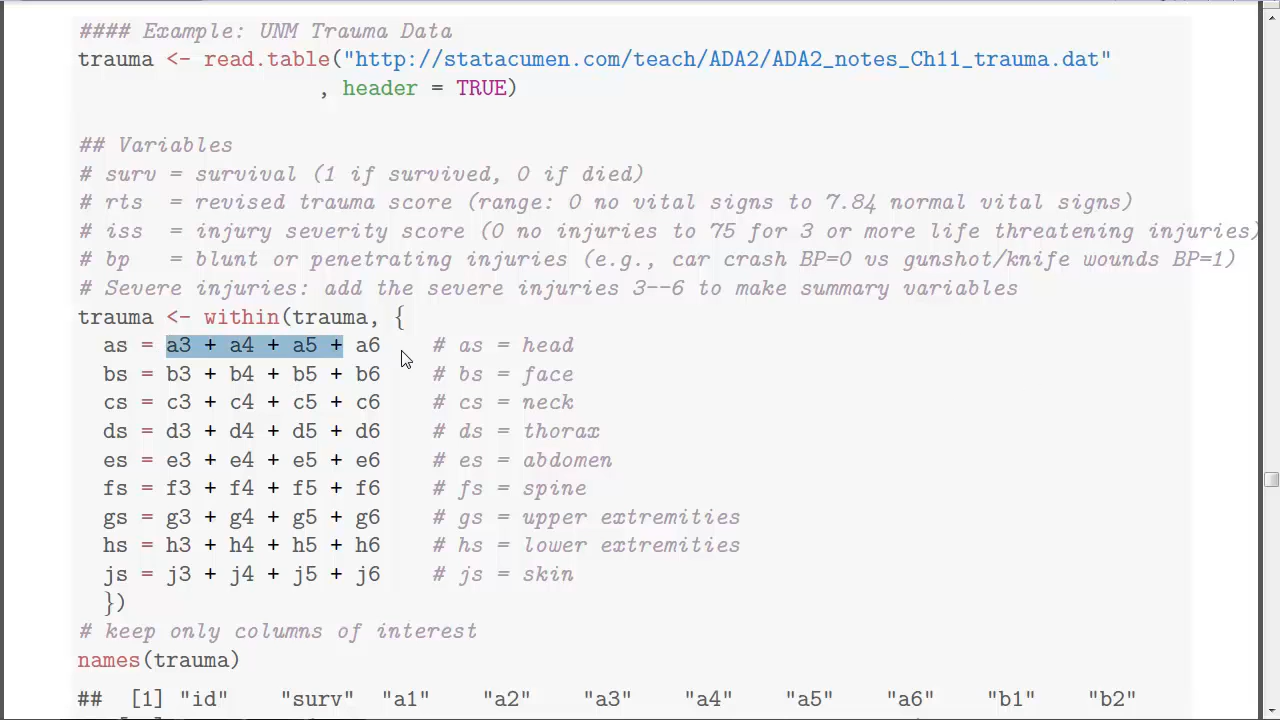 #### Example: UNM Trauma Data
trauma <- read.table("http://statacumen.com/teach/ADA2/ADA2_notes_Ch11_trauma.dat"
, header = TRUE)
## Variables
# surv = survival (1 if survived, 0 if died)
# rts = revised trauma score (range: 0 no vital signs to 7.84 normal vital signs)
# iss = injury severity score (0 no injuries to 75 for 3 or more life threatening injuries)
# bp = blunt or penetrating injuries (e.g., car crash BP=0 vs gunshot/knife wounds BP=1)
# Severe injuries: add the severe injuries 3--6 to make summary variables
trauma <- within(trauma, {
as = a3 + a4 + a5 + a6 # as = head
bs = b3 + b4 + b5 + b6 # bs = face
cs = c3 + c4 + c5 + c6 # cs = neck
ds = d3 + d4 + d5 + d6 # ds = thorax
es = e3 + e4 + e5 + e6 # es = abdomen
fs = f3 + f4 + f5 + f6 # fs = spine
gs = g3 + g4 + g5 + g6 # gs = upper extremities
hs = h3 + h4 + h5 + h6 # hs = lower extremities
js = j3 + j4 + j5 + j6 # js = skin
})
# keep only columns of interest
names(trauma)
## [1] "id" "surv" "a1" "a2" "a3" "a4" "a5" "a6" "b1" "b2"